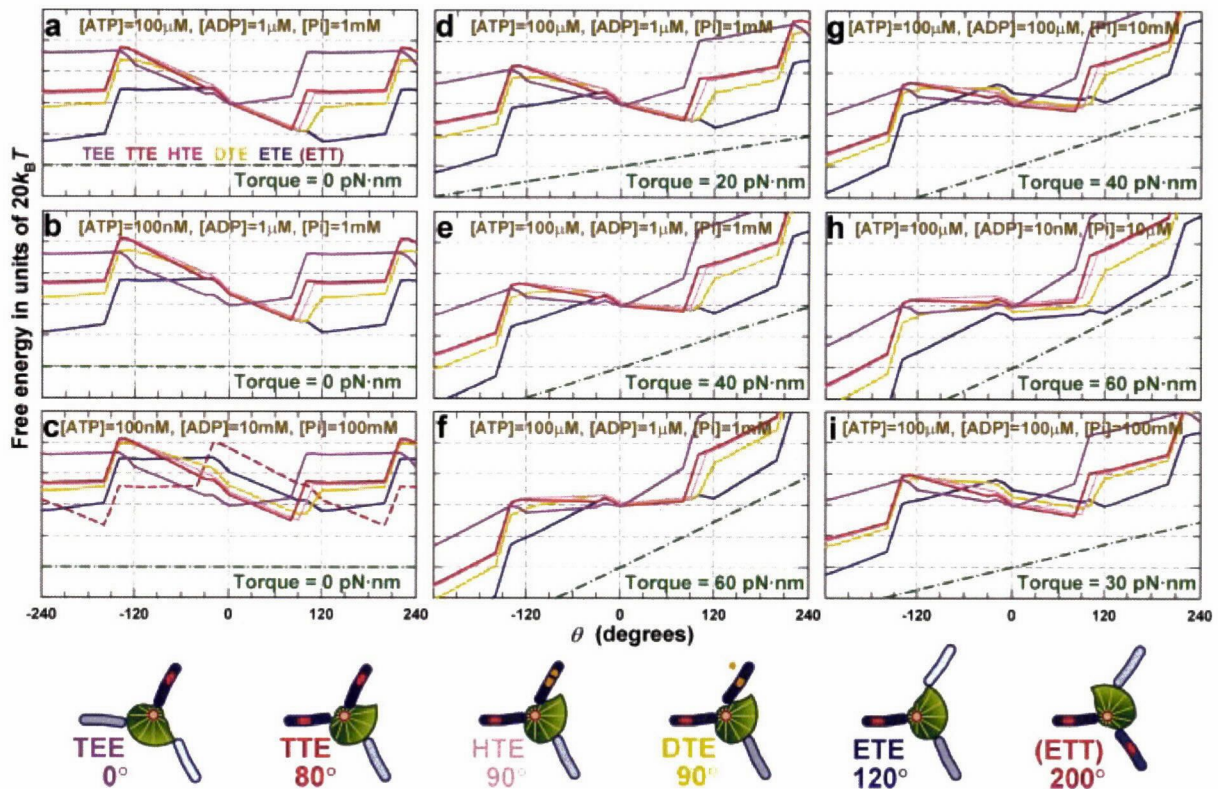 a [ATP]=100μM, [ADP]=1μM, [Pi]=1mM
TEE TTE HTE DTE ETE (ETT)
Torque = 0 pN·nm
b [ATP]=100nM, [ADP]=1μM, [Pi]=1mM
Torque = 0 pN·nm
c [ATP]=100nM, [ADP]=10mM, [Pi]=100mM
Torque = 0 pN·nm
d [ATP]=100μM, [ADP]=1μM, [Pi]=1mM
Torque = 20 pN·nm
e [ATP]=100μM, [ADP]=1μM, [Pi]=1mM
Torque = 40 pN·nm
f [ATP]=100μM, [ADP]=1μM, [Pi]=1mM
Torque = 60 pN·nm
g [ATP]=100μM, [ADP]=100μM, [Pi]=10mM
Torque = 40 pN·nm
h [ATP]=100μM, [ADP]=10nM, [Pi]=10μM
Torque = 60 pN·nm
i [ATP]=100μM, [ADP]=100μM, [Pi]=100mM
Torque = 30 pN·nm
Free energy in units of 20kBT
-240 -120 0 120 240 -120 0 120 240 -120 0 120 240
θ (degrees)
TEE TTE HTE DTE ETE (ETT)
0° 80° 90° 90° 120° 200°